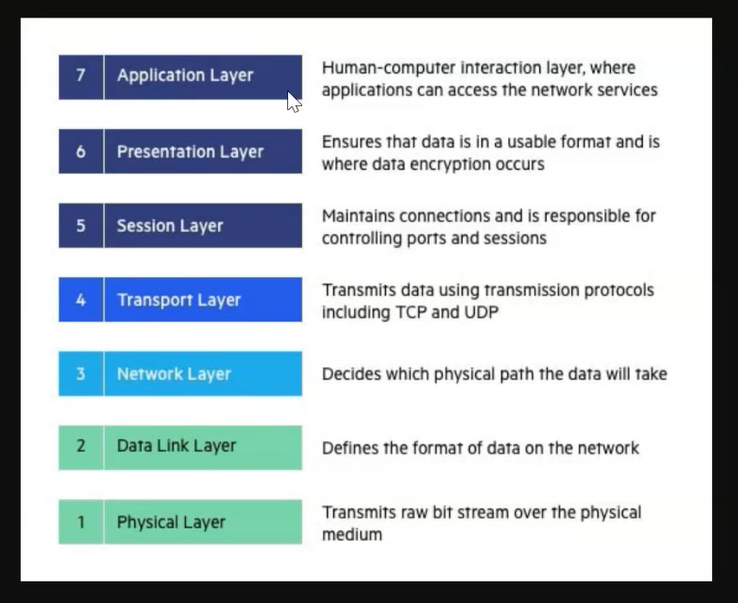 7 Application Layer
Human-computer interaction layer, where
applications can access the network services
6 Presentation Layer
Ensures that data is in a usable format and is
where data encryption occurs
5 Session Layer
Maintains connections and is responsible for
controlling ports and sessions
4 Transport Layer
Transmits data using transmission protocols
including TCP and UDP
3 Network Layer
Decides which physical path the data will take
2 Data Link Layer
Defines the format of data on the network
1 Physical Layer
Transmits raw bit stream over the physical
medium